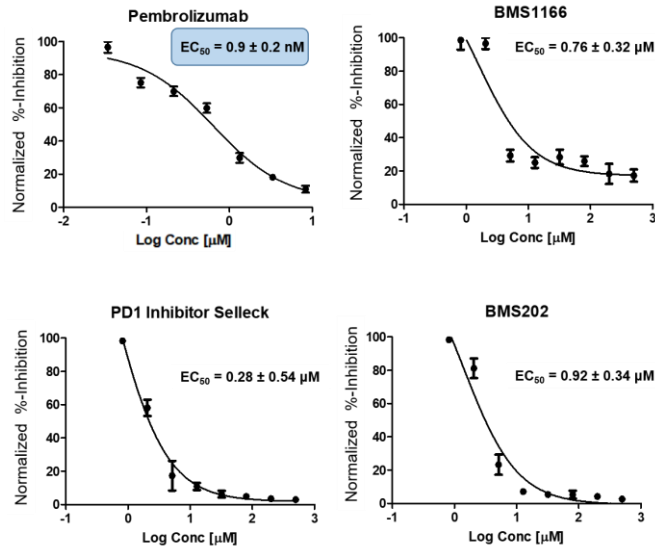 Pembrolizumab
EC50 = 0.9 ± 0.2 nM
Normalized %-Inhibition
100
80
60
40
20
0
-2
-1
0
1
Log Conc [µM]
BMS1166
EC50 = 0.76 ± 0.32 µM
Normalized %-Inhibition
100
80
60
40
20
0
-1
0
1
2
3
Log Conc [µM]
PD1 Inhibitor Selleck
EC50 = 0.28 ± 0.54 µM
Normalized %-Inhibition
100
80
60
40
20
0
-1
0
1
2
3
Log Conc [µM]
BMS202
EC50 = 0.92 ± 0.34 µM
Normalized %-Inhibition
100
80
60
40
20
0
-1
0
1
2
3
Log Conc [µM]